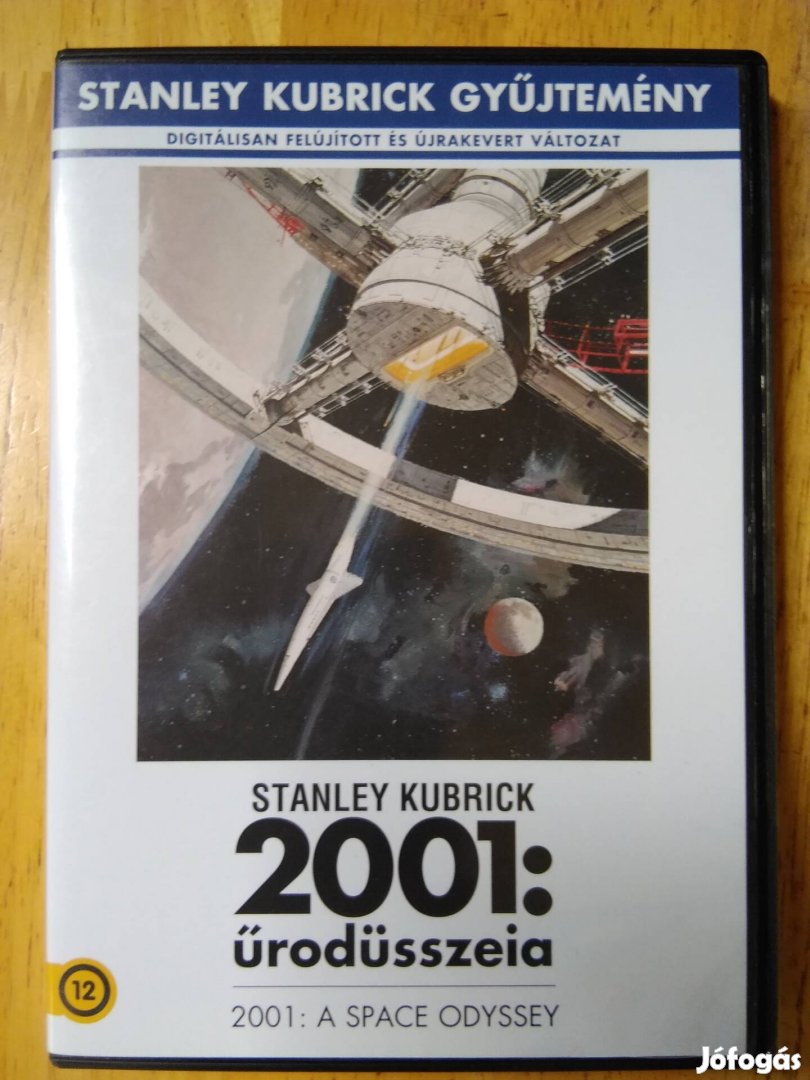 STANLEY KUBRICK GYŰJTEMÉNY
DIGITÁLISAN FELÚJÍTOTT ÉS ÚJRAKEVERT VÁLTOZAT
STANLEY KUBRICK
2001:
űrodüsszeia
12
2001: A SPACE ODYSSEY
Jófogás